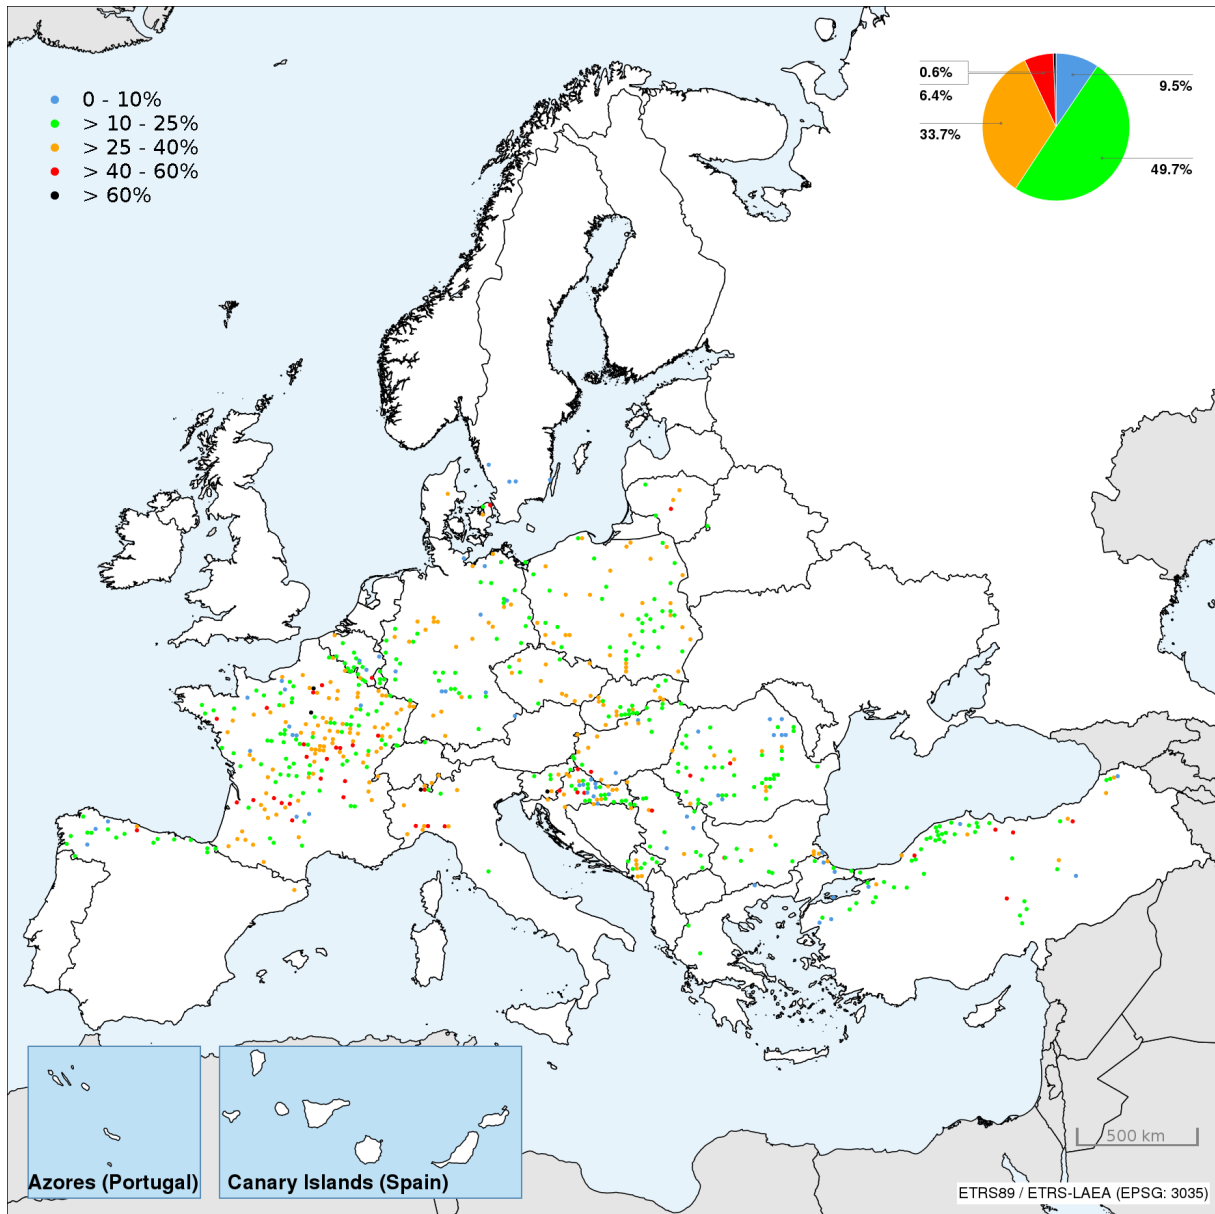 0 - 10%
> 10 - 25%
> 25 - 40%
> 40 - 60%
> 60%
0.6%
6.4%
9.5%
33.7%
49.7%
500 km
Azores (Portugal)
Canary Islands (Spain)
ETRS89 / ETRS-LAEA (EPSG: 3035)